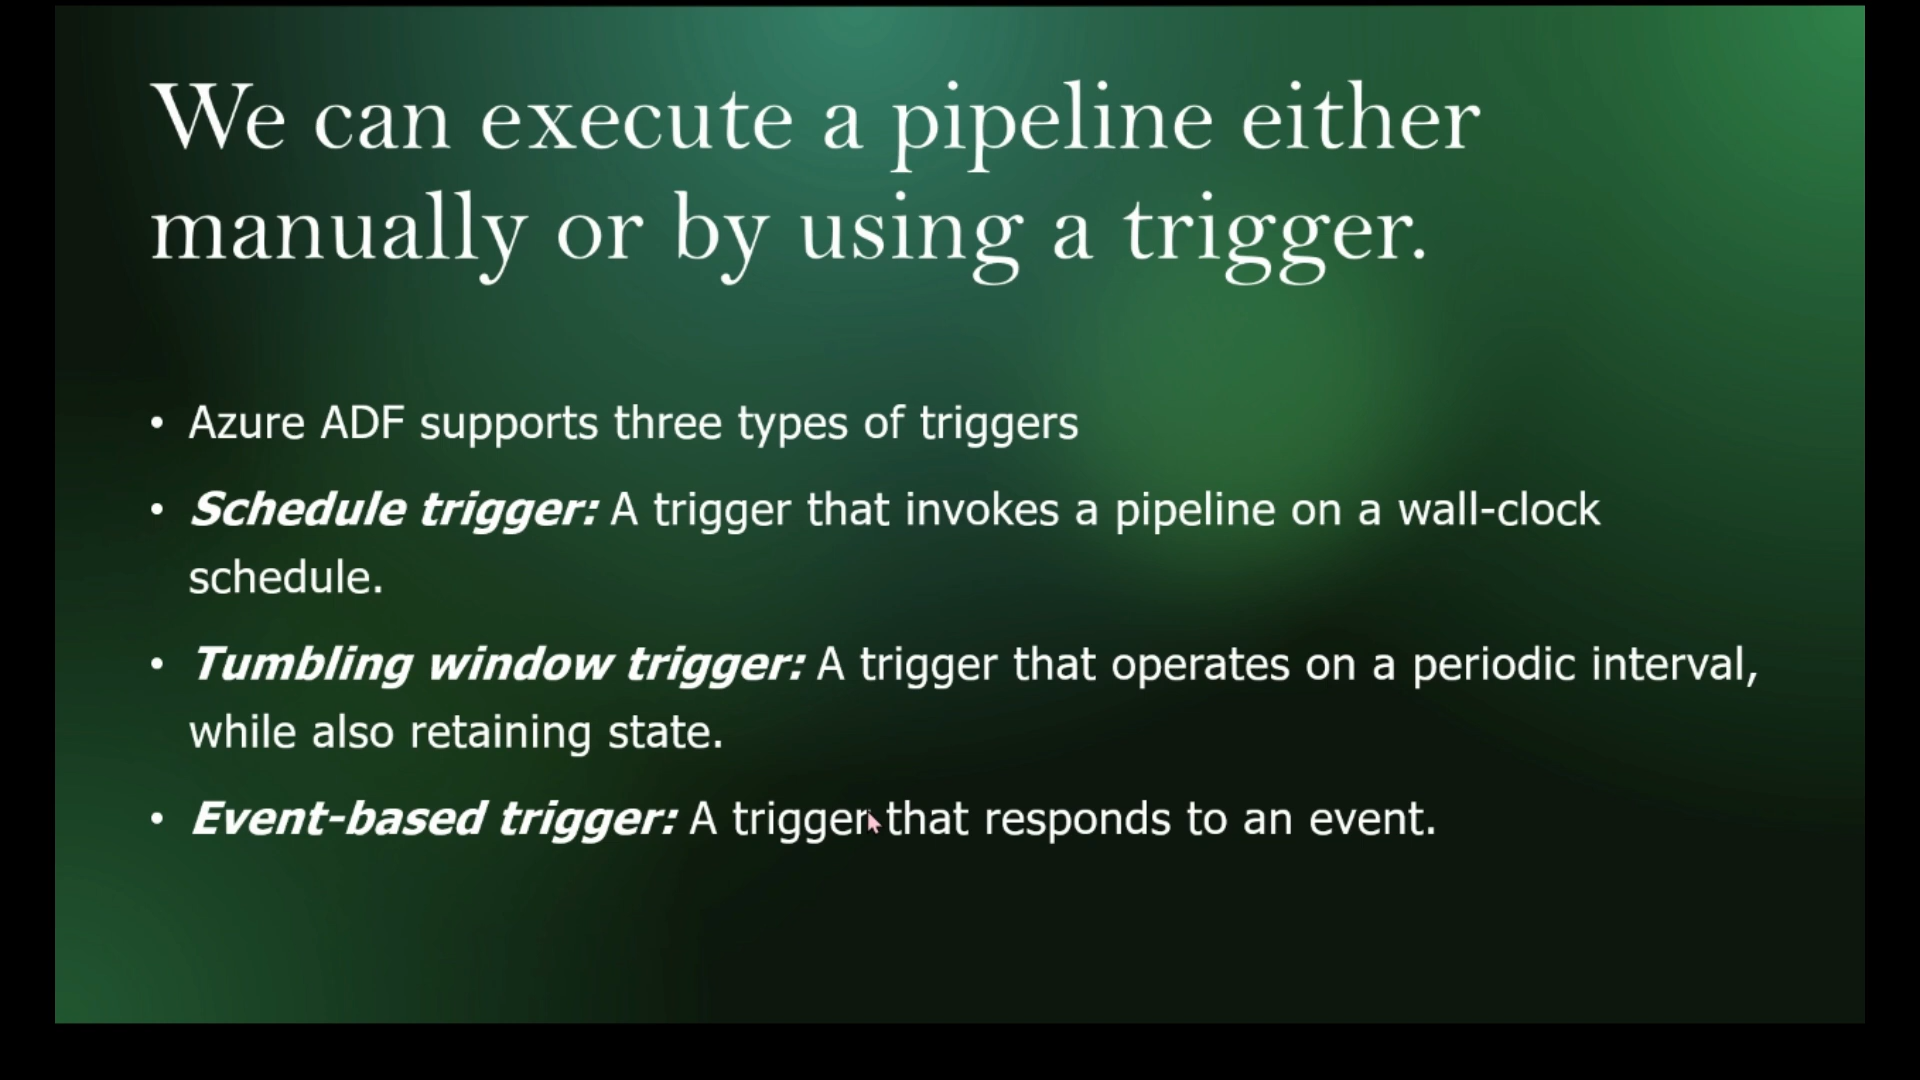 We can execute a pipeline either
manually or by using a trigger.
• Azure ADF supports three types of triggers
• Schedule trigger: A trigger that invokes a pipeline on a wall-clock
schedule.
• Tumbling window trigger: A trigger that operates on a periodic interval,
while also retaining state.
• Event-based trigger: A trigger that responds to an event.